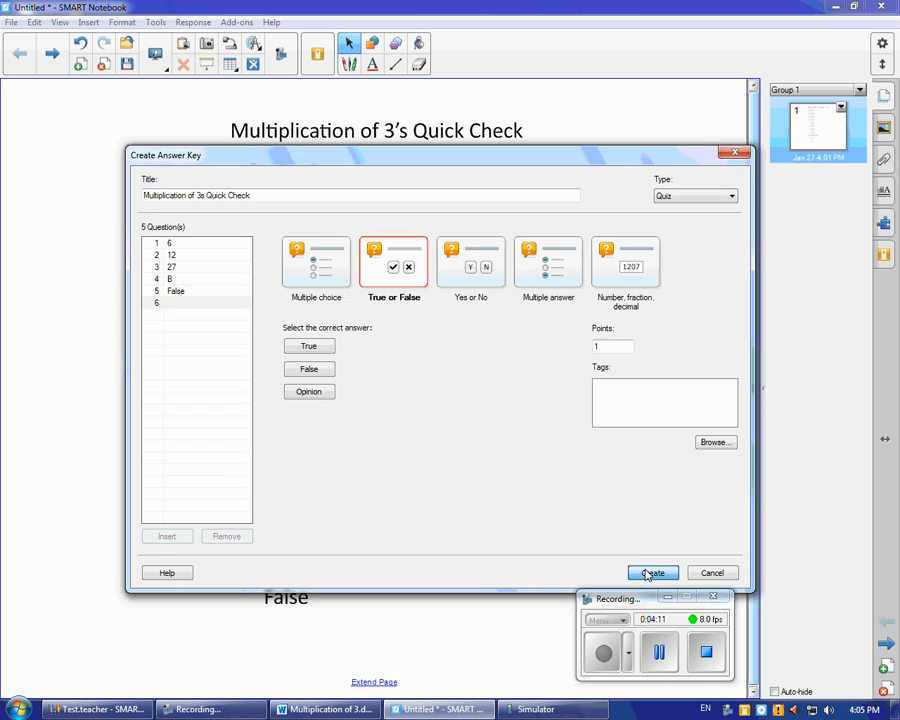 Untitled * - SMART Notebook
File Edit View Insert Format Tools Response Add-ons Help
Group 1
1
Jan 27-4:01 PM
Multiplication of 3's Quick Check
Create Answer Key
Title:
Type:
Multiplication of 3s Quick Check
Quiz
5 Question(s)
1 6
2 12
3 27
4 B
5 False
6
Y N
1207
Multiple choice
True or False
Yes or No
Multiple answer
Number, fraction, decimal
Select the correct answer:
True
False
Opinion
Points:
1
Tags:
Browse...
Insert
Remove
Help
Create
Cancel
False
Recording...
Menu
0:04:11
8.0 fps
Extend Page
Auto-hide
Test.teacher - SMAR...
Recording...
Multiplication of 3.d...
Untitled * - SMART ...
Simulator
EN
4:05 PM